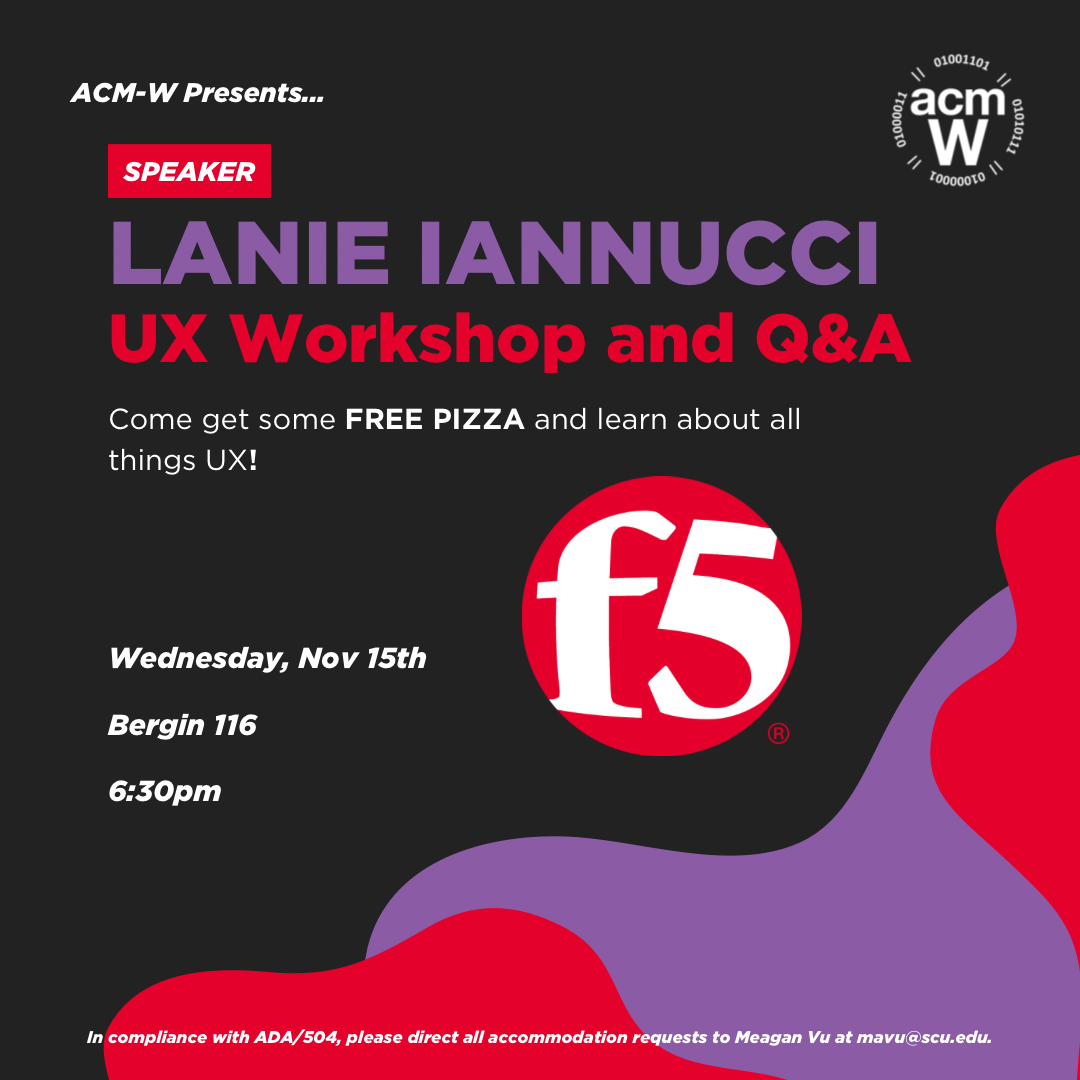 ACM-W Presents...
01001101
acm
W
01000011
01010111
01000001
SPEAKER
LANIE IANNUCCI
UX Workshop and Q&A
Come get some FREE PIZZA and learn about all
things UX!
f5
®
Wednesday, Nov 15th
Bergin 116
6:30pm
In compliance with ADA/504, please direct all accommodation requests to Meagan Vu at mavu@scu.edu.